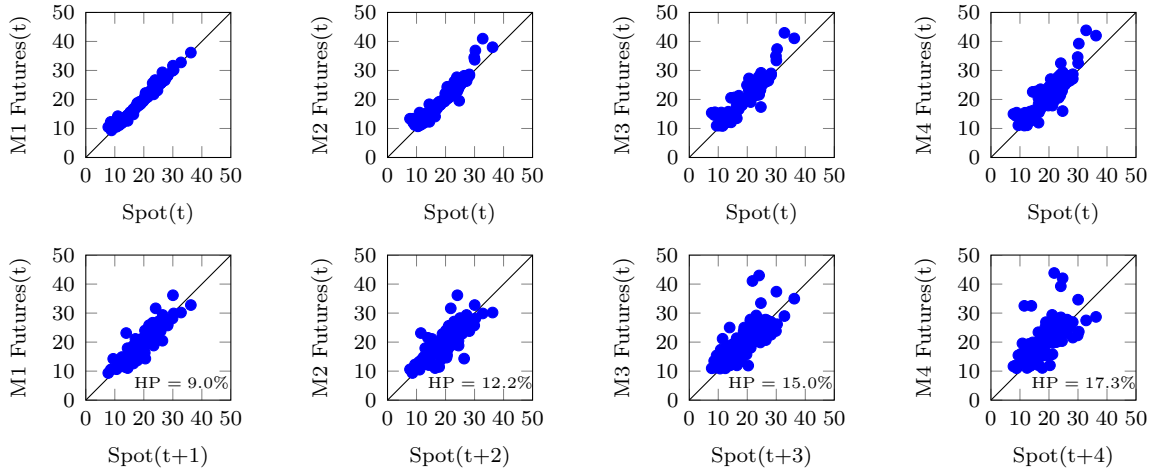 M1 Futures(t)
50
40
30
20
10
0
0 10 20 30 40 50
Spot(t)
M2 Futures(t)
50
40
30
20
10
0
0 10 20 30 40 50
Spot(t)
M3 Futures(t)
50
40
30
20
10
0
0 10 20 30 40 50
Spot(t)
M4 Futures(t)
50
40
30
20
10
0
0 10 20 30 40 50
Spot(t)
M1 Futures(t)
50
40
30
20
10
0
HP = 9.0%
0 10 20 30 40 50
Spot(t+1)
M2 Futures(t)
50
40
30
20
10
0
HP = 12.2%
0 10 20 30 40 50
Spot(t+2)
M3 Futures(t)
50
40
30
20
10
0
HP = 15.0%
0 10 20 30 40 50
Spot(t+3)
M4 Futures(t)
50
40
30
20
10
0
HP = 17.3%
0 10 20 30 40 50
Spot(t+4)